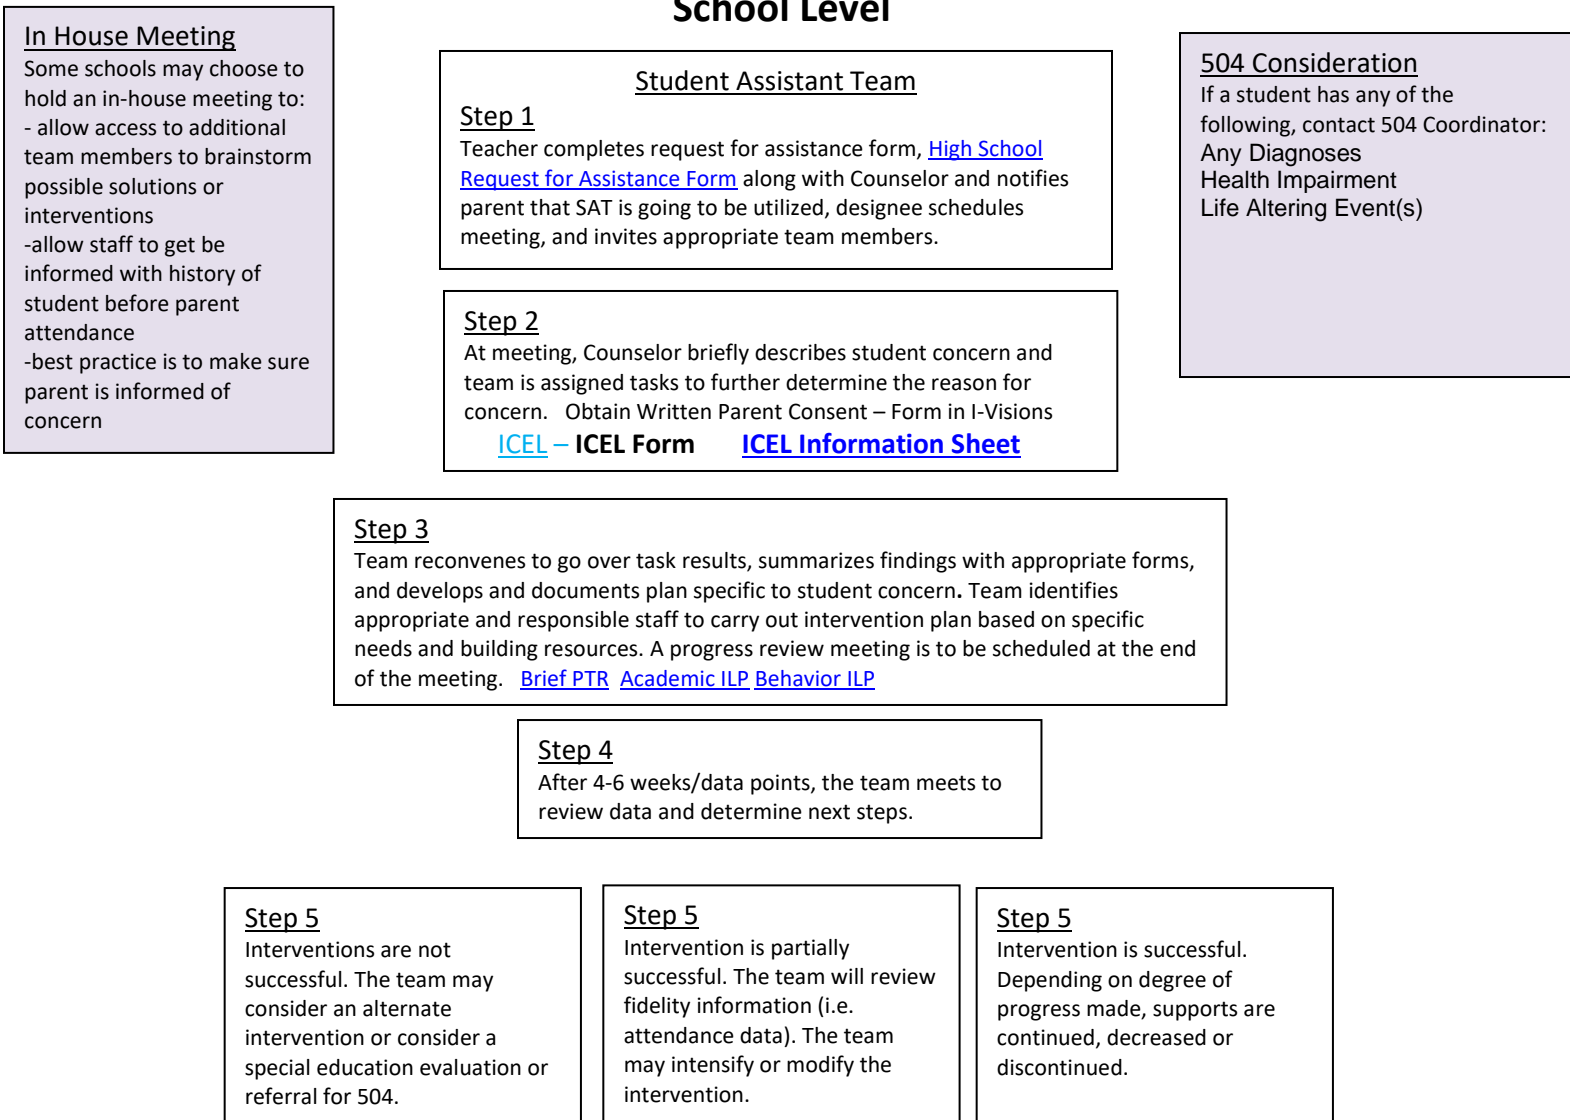 School Level
In House Meeting
Some schools may choose to
hold an in-house meeting to:
- allow access to additional
team members to brainstorm
possible solutions or
interventions
-allow staff to get be
informed with history of
student before parent
attendance
-best practice is to make sure
parent is informed of
concern
Student Assistant Team
Step 1
Teacher completes request for assistance form, High School
Request for Assistance Form along with Counselor and notifies
parent that SAT is going to be utilized, designee schedules
meeting, and invites appropriate team members.
504 Consideration
If a student has any of the
following, contact 504 Coordinator:
Any Diagnoses
Health Impairment
Life Altering Event(s)
Step 2
At meeting, Counselor briefly describes student concern and
team is assigned tasks to further determine the reason for
concern.   Obtain Written Parent Consent – Form in I-Visions
ICEL – ICEL Form     ICEL Information Sheet
Step 3
Team reconvenes to go over task results, summarizes findings with appropriate forms,
and develops and documents plan specific to student concern. Team identifies
appropriate and responsible staff to carry out intervention plan based on specific
needs and building resources. A progress review meeting is to be scheduled at the end
of the meeting.   Brief PTR  Academic ILP Behavior ILP
Step 4
After 4-6 weeks/data points, the team meets to
review data and determine next steps.
Step 5
Interventions are not
successful. The team may
consider an alternate
intervention or consider a
special education evaluation or
referral for 504.
Step 5
Intervention is partially
successful. The team will review
fidelity information (i.e.
attendance data). The team
may intensify or modify the
intervention.
Step 5
Intervention is successful.
Depending on degree of
progress made, supports are
continued, decreased or
discontinued.